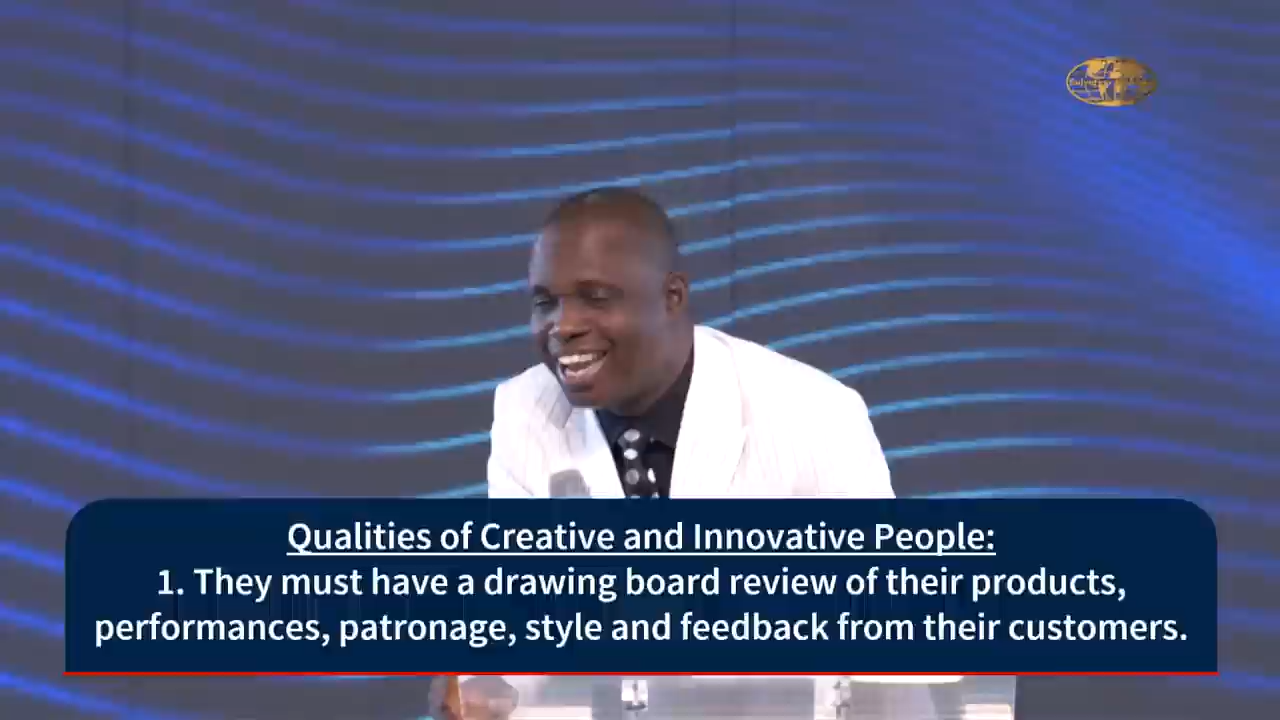 Qualities of Creative and Innovative People:
1. They must have a drawing board review of their products,
performances, patronage, style and feedback from their customers.